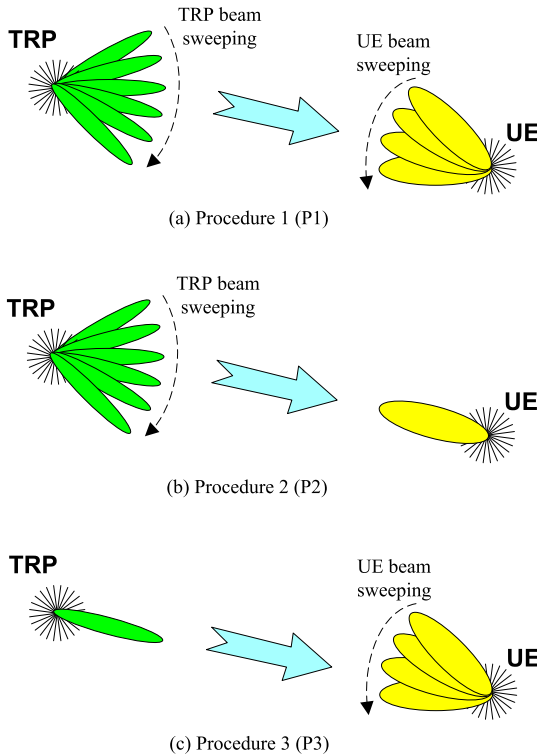 TRP
TRP beam
sweeping
UE beam
sweeping
UE
(a) Procedure 1 (P1)
TRP
TRP beam
sweeping
UE
(b) Procedure 2 (P2)
TRP
UE beam
sweeping
UE
(c) Procedure 3 (P3)